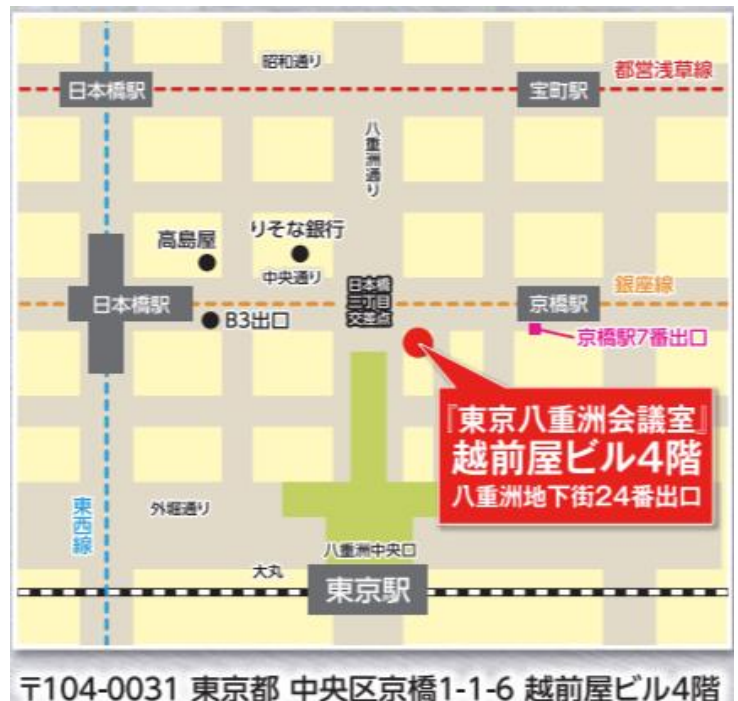 昭和通り
都営浅草線
日本橋駅
宝町駅
八重洲通り
高島屋
りそな銀行
中央通り
日本橋
三丁目
交差点
銀座線
日本橋駅
京橋駅
B3出口
京橋駅7番出口
『東京八重洲会議室』
越前屋ビル4階
八重洲地下街24番出口
東西線
外堀通り
八重洲中央口
大丸
東京駅
〒104-0031 東京都 中央区京橋1-1-6 越前屋ビル4階